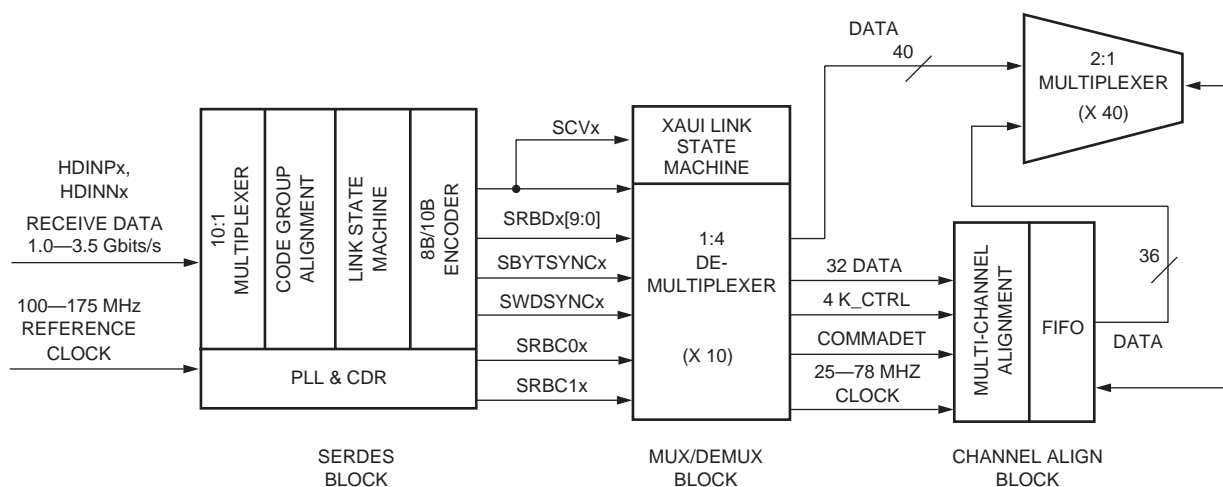 HDINPx,
HDINNx
RECEIVE DATA
1.0—3.5 Gbits/s
100—175 MHz
REFERENCE
CLOCK
10:1
MULTIPLEXER
CODE GROUP
ALIGNMENT
LINK STATE
MACHINE
8B/10B
ENCODER
PLL & CDR
SERDES
BLOCK
SCVx
SRBDx[9:0]
SBYTSYNCx
SWDSYNCx
SRBC0x
SRBC1x
XAUI LINK
STATE
MACHINE
1:4
DE-
MULTIPLEXER
(X 10)
MUX/DEMUX
BLOCK
DATA
40
32 DATA
4 K_CTRL
COMMADET
25—78 MHZ
CLOCK
MULTI-CHANNEL
ALIGNMENT
FIFO
CHANNEL ALIGN
BLOCK
36
DATA
2:1
MULTIPLEXER
(X 40)